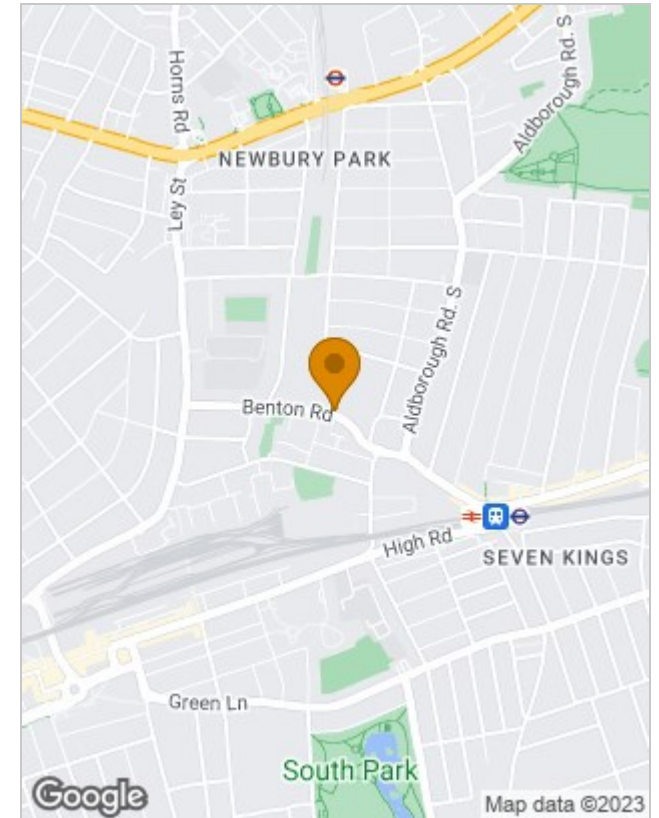 Horns Rd
Aldborough Rd. S
NEWBURY PARK
Ley St
Aldborough Rd. S
Benton Rd
High Rd
SEVEN KINGS
Green Ln
South Park
Google
Map data ©2023